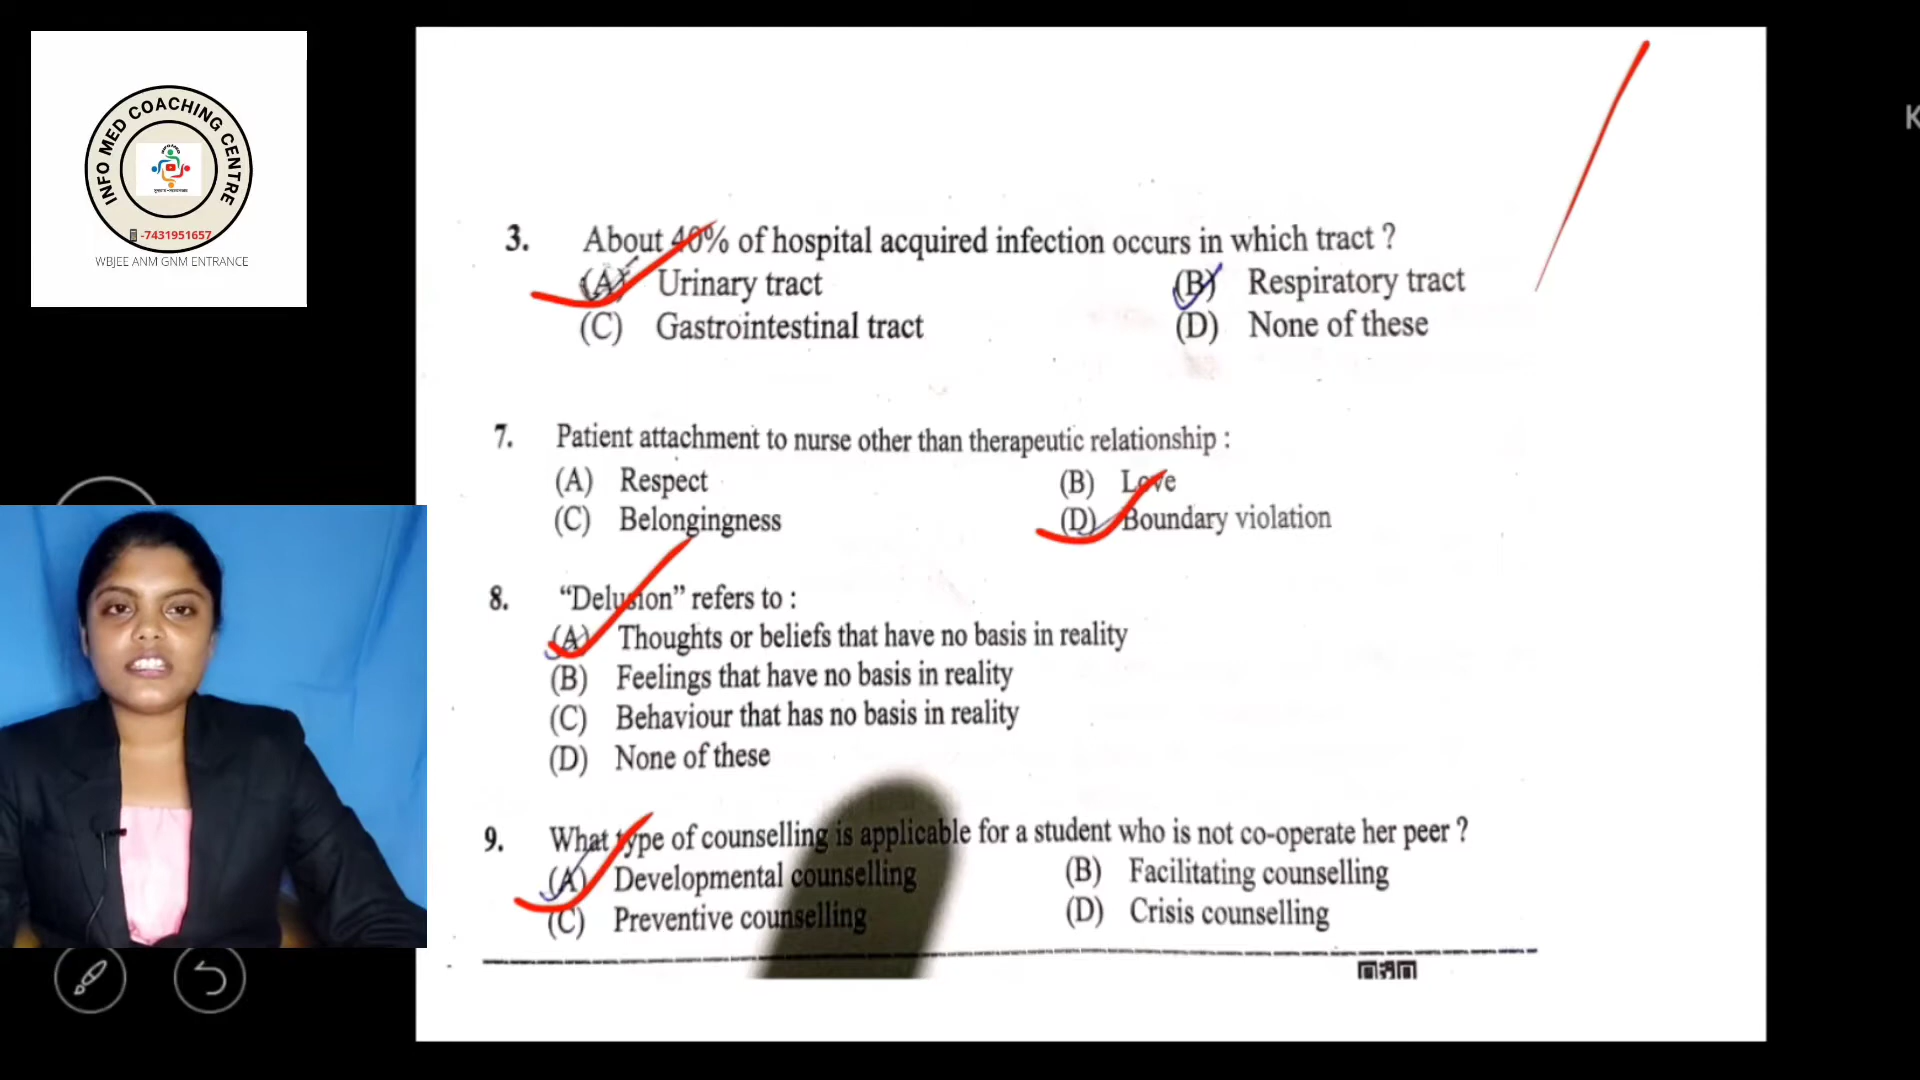 INFO MED COACHING CENTRE
-7431951657
WBJEE ANM GNM ENTRANCE
K
3. About 40% of hospital acquired infection occurs in which tract ?
(A) Urinary tract (B) Respiratory tract
(C) Gastrointestinal tract (D) None of these
7. Patient attachment to nurse other than therapeutic relationship :
(A) Respect (B) Love
(C) Belongingness (D) Boundary violation
8. “Delusion” refers to :
(A) Thoughts or beliefs that have no basis in reality
(B) Feelings that have no basis in reality
(C) Behaviour that has no basis in reality
(D) None of these
9. What type of counselling is applicable for a student who is not co-operate her peer ?
(A) Developmental counselling (B) Facilitating counselling
(C) Preventive counselling (D) Crisis counselling